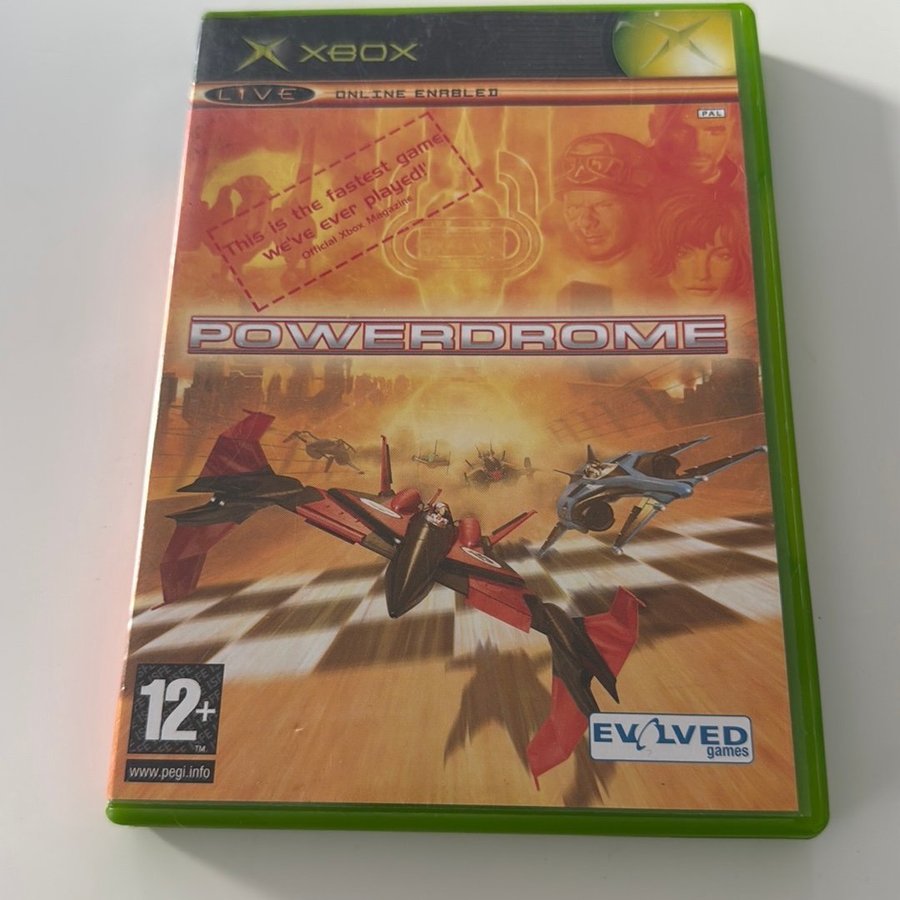 XBOX
LIVE ONLINE ENABLED
PAL
This is the fastest game
we've ever played!'
Official Xbox Magazine
POWERDROME
12+
TM
www.pegi.info
EVOLVED
games